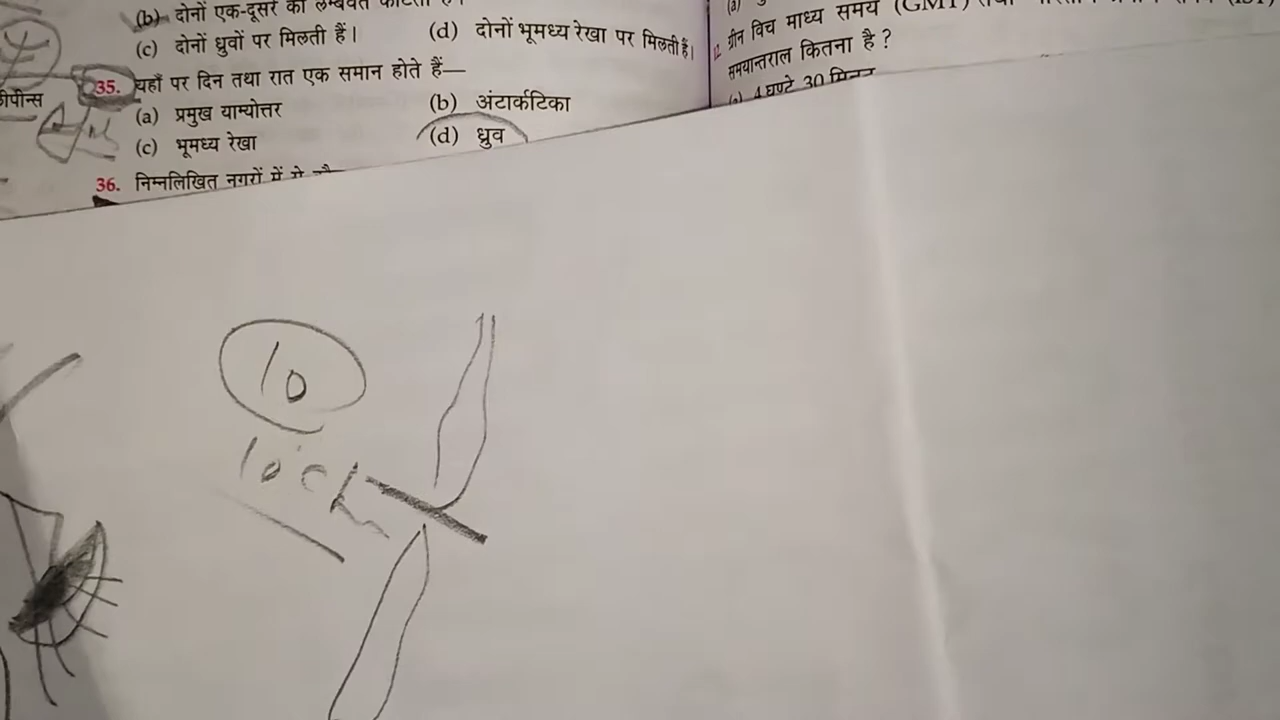 (b) दोनों एक-दूसरे को लम्बवत
(c) दोनों ध्रुवों पर मिलती हैं।
(d) दोनों भूमध्य रेखा पर मिलती हैं।
35. यहाँ पर दिन तथा रात एक समान होते हैं—
(a) प्रमुख याम्योत्तर
(b) अंटार्कटिका
(c) भूमध्य रेखा
(d) ध्रुव
36. निम्नलिखित नगरों में से
ग्रीन विच माध्य समय (GMT)
समयान्तराल कितना है ?
(a) 4 घण्टे 30 मिनट
10